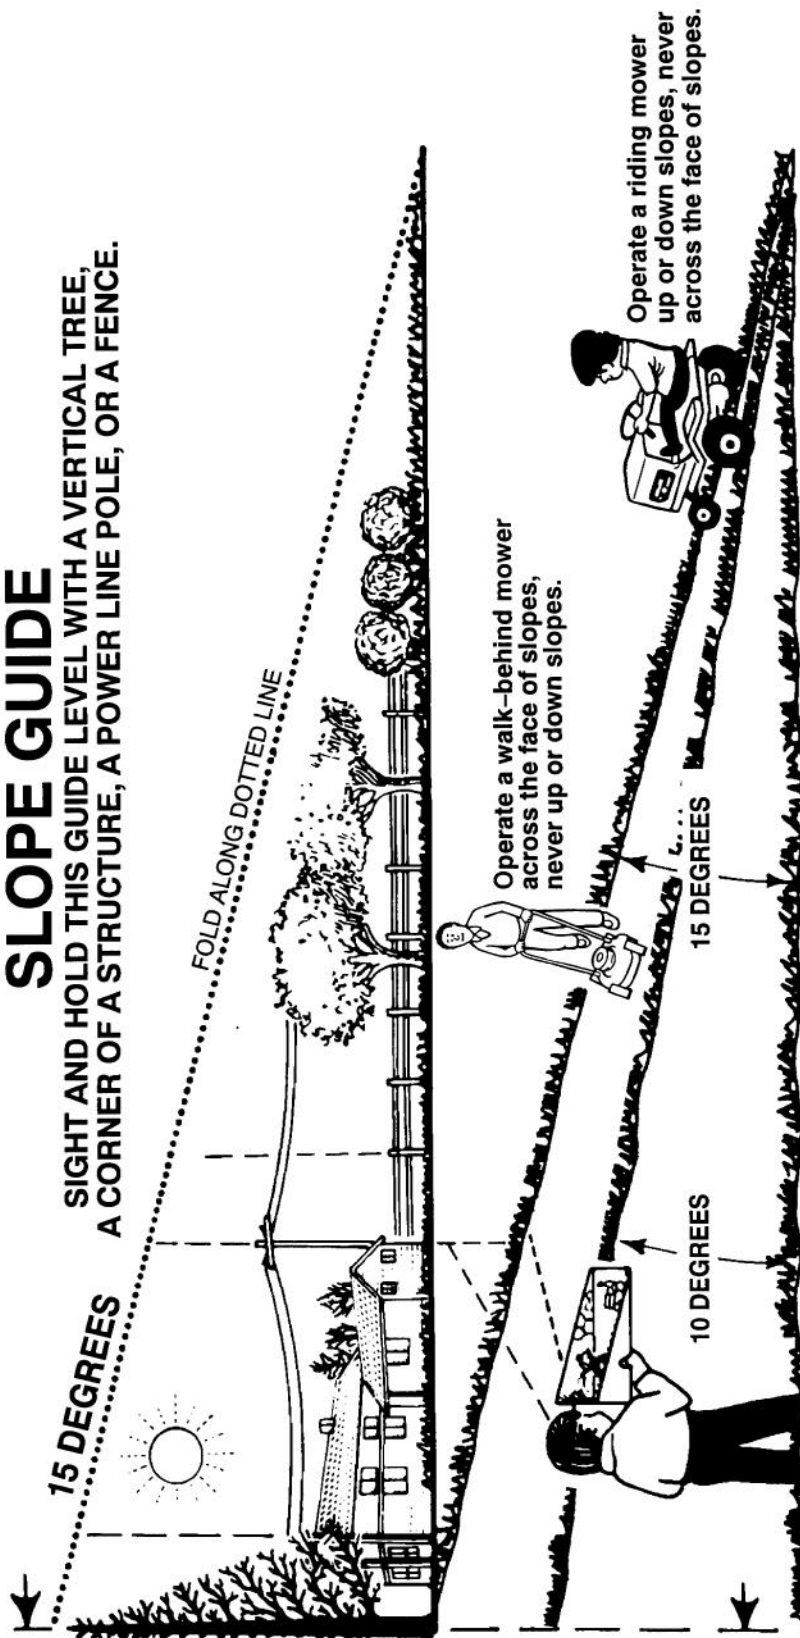 SLOPE GUIDE
SIGHT AND HOLD THIS GUIDE LEVEL WITH A VERTICAL TREE,
A CORNER OF A STRUCTURE, A POWER LINE POLE, OR A FENCE.
15 DEGREES
FOLD ALONG DOTTED LINE
Operate a walk-behind mower
across the face of slopes,
never up or down slopes.
Operate a riding mower
up or down slopes, never
across the face of slopes.
10 DEGREES
15 DEGREES